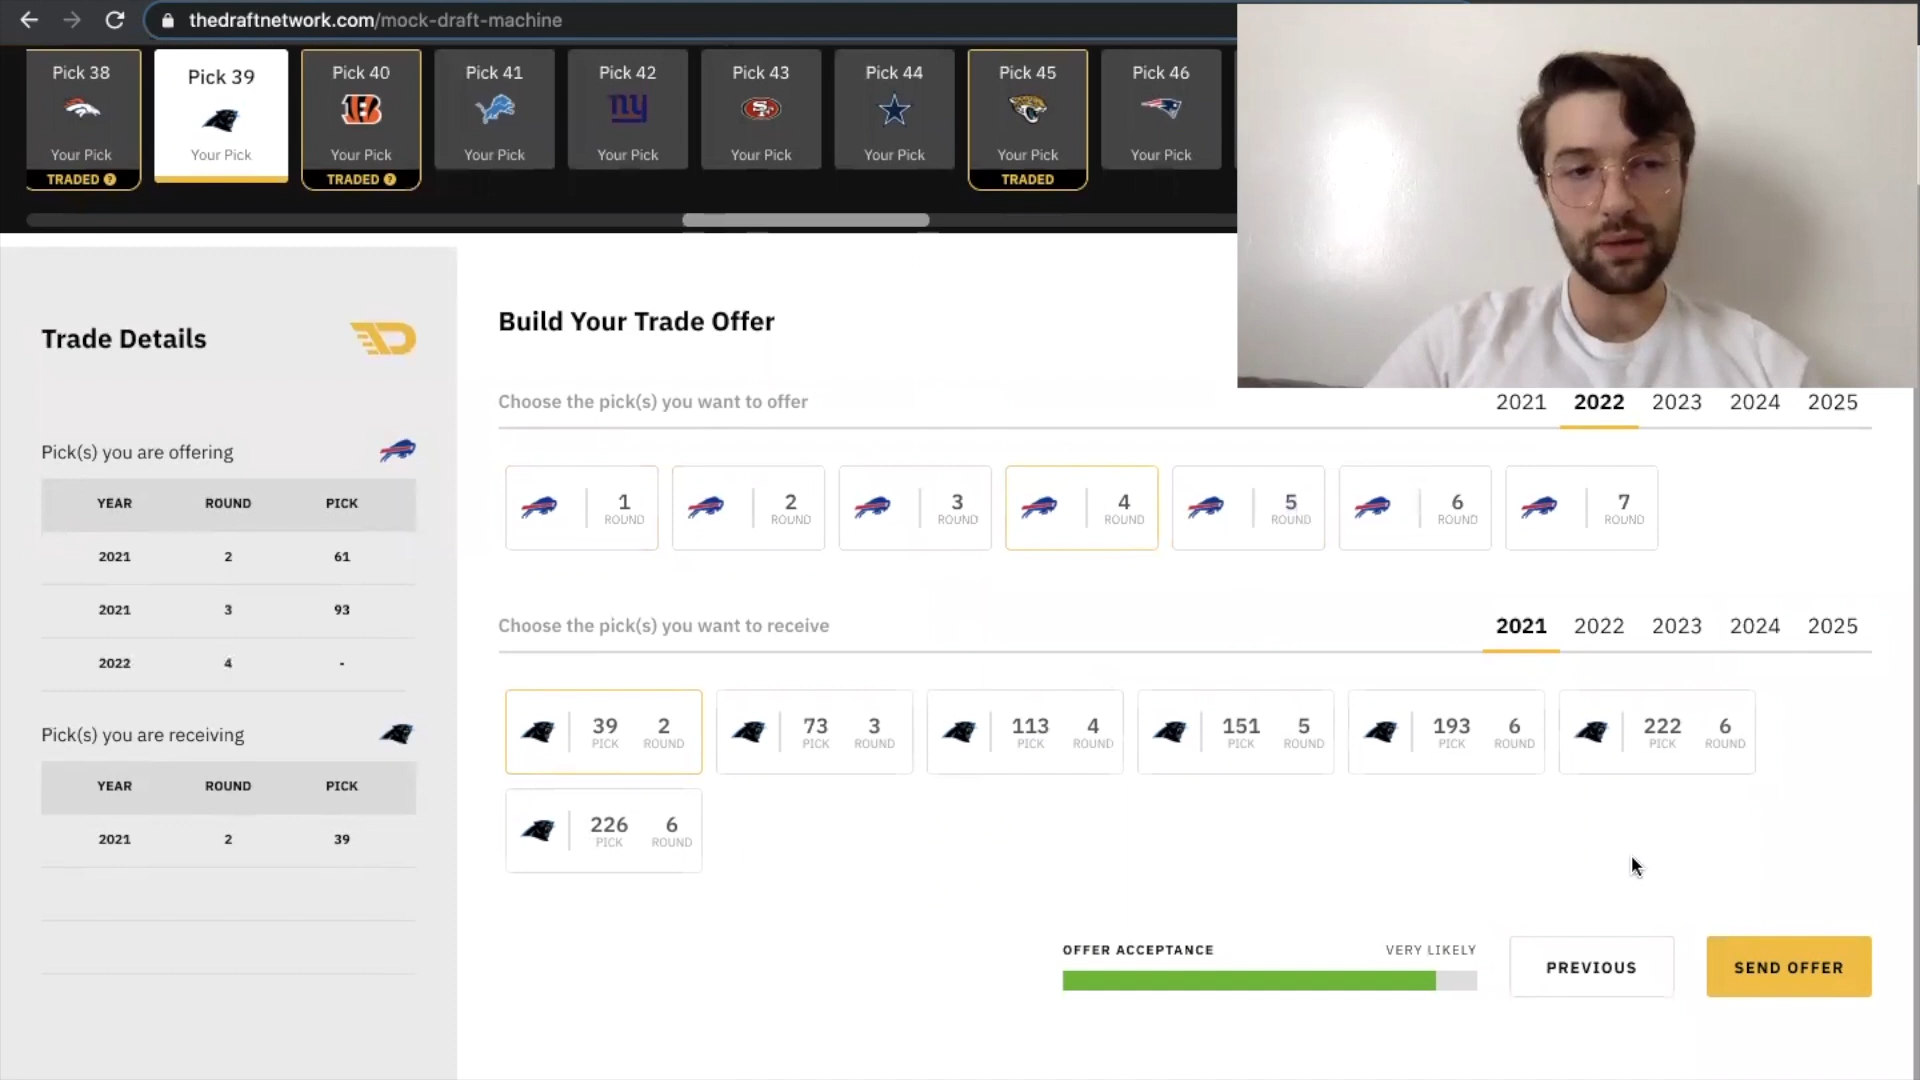 thedraftnetwork.com/mock-draft-machine
Pick 38
Your Pick
TRADED ?
Pick 39
Your Pick
Pick 40
Your Pick
TRADED ?
Pick 41
Your Pick
Pick 42
ny
Your Pick
Pick 43
SF
Your Pick
Pick 44
Your Pick
Pick 45
Your Pick
TRADED
Pick 46
Your Pick
Trade Details
Pick(s) you are offering
YEAR ROUND PICK
2021 2 61
2021 3 93
2022 4 -
Pick(s) you are receiving
YEAR ROUND PICK
2021 2 39
Build Your Trade Offer
Choose the pick(s) you want to offer
2021 2022 2023 2024 2025
1
ROUND
2
ROUND
3
ROUND
4
ROUND
5
ROUND
6
ROUND
7
ROUND
Choose the pick(s) you want to receive
2021 2022 2023 2024 2025
39 2
PICK ROUND
73 3
PICK ROUND
113 4
PICK ROUND
151 5
PICK ROUND
193 6
PICK ROUND
222 6
PICK ROUND
226 6
PICK ROUND
OFFER ACCEPTANCE VERY LIKELY
PREVIOUS
SEND OFFER